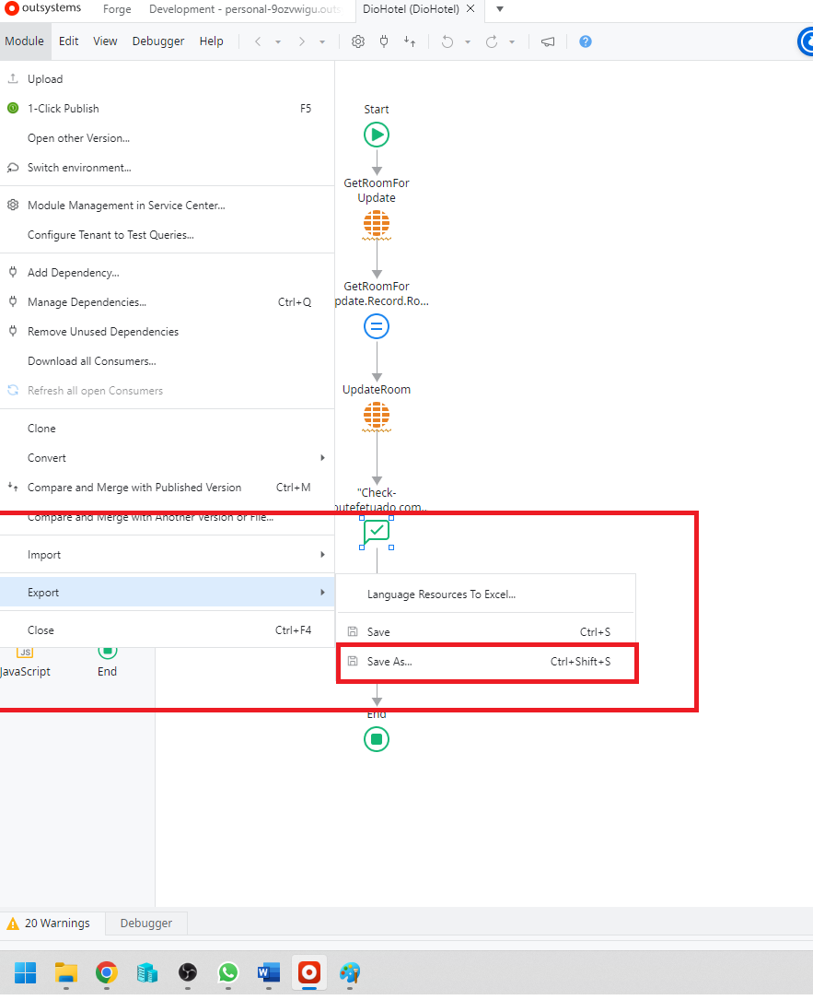 outsystems Forge Development - personal-9ozvwigu.outs DioHotel (DioHotel)
Module Edit View Debugger Help
Upload
1-Click Publish F5
Open other Version...
Switch environment...
Module Management in Service Center...
Configure Tenant to Test Queries...
Add Dependency...
Manage Dependencies... Ctrl+Q
Remove Unused Dependencies
Download all Consumers...
Refresh all open Consumers
Clone
Convert
Compare and Merge with Published Version Ctrl+M
Compare and Merge with Another Version or File...
Import
Export
Close Ctrl+F4
Language Resources To Excel...
Save Ctrl+S
Save As... Ctrl+Shift+S
Start
GetRoomFor
Update
GetRoomFor
pdate.Record.Ro...
UpdateRoom
"Check-
outefetuado com...
End
JS
JavaScript End
20 Warnings Debugger
W